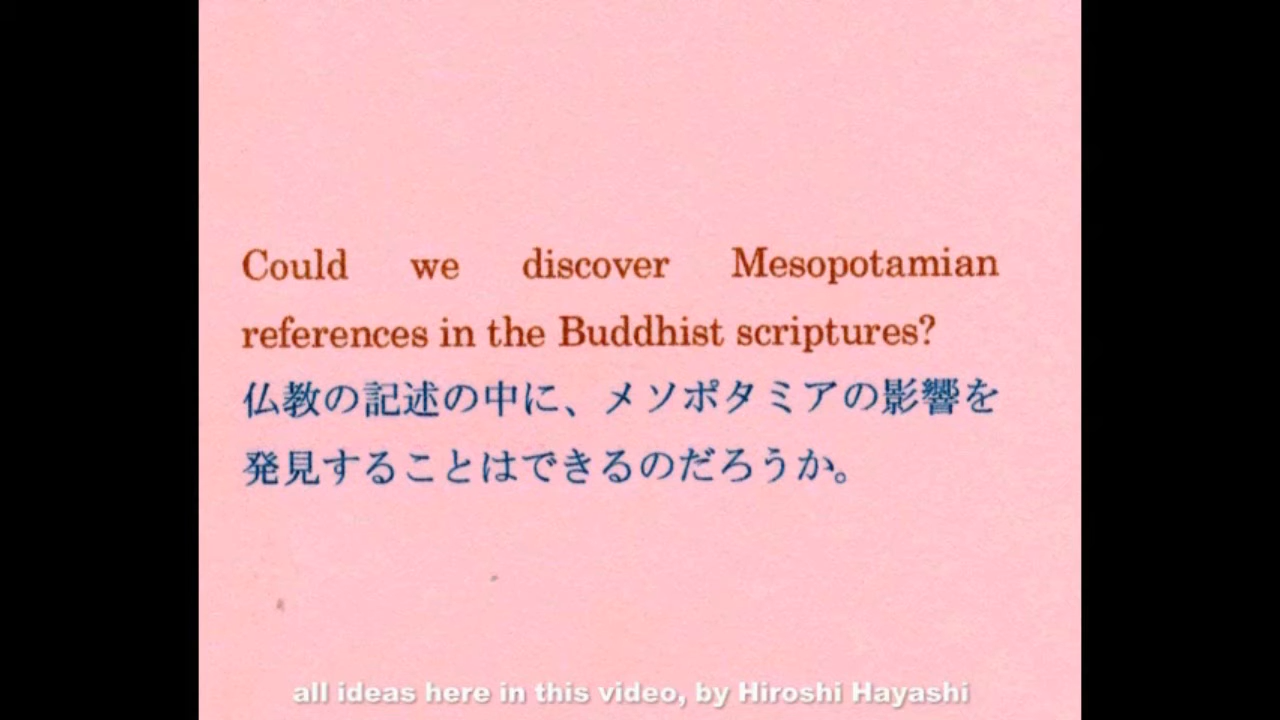 Could we discover Mesopotamian
references in the Buddhist scriptures?
仏教の記述の中に、メソポタミアの影響を
発見することはできるのだろうか。
all ideas here in this video, by Hiroshi Hayashi